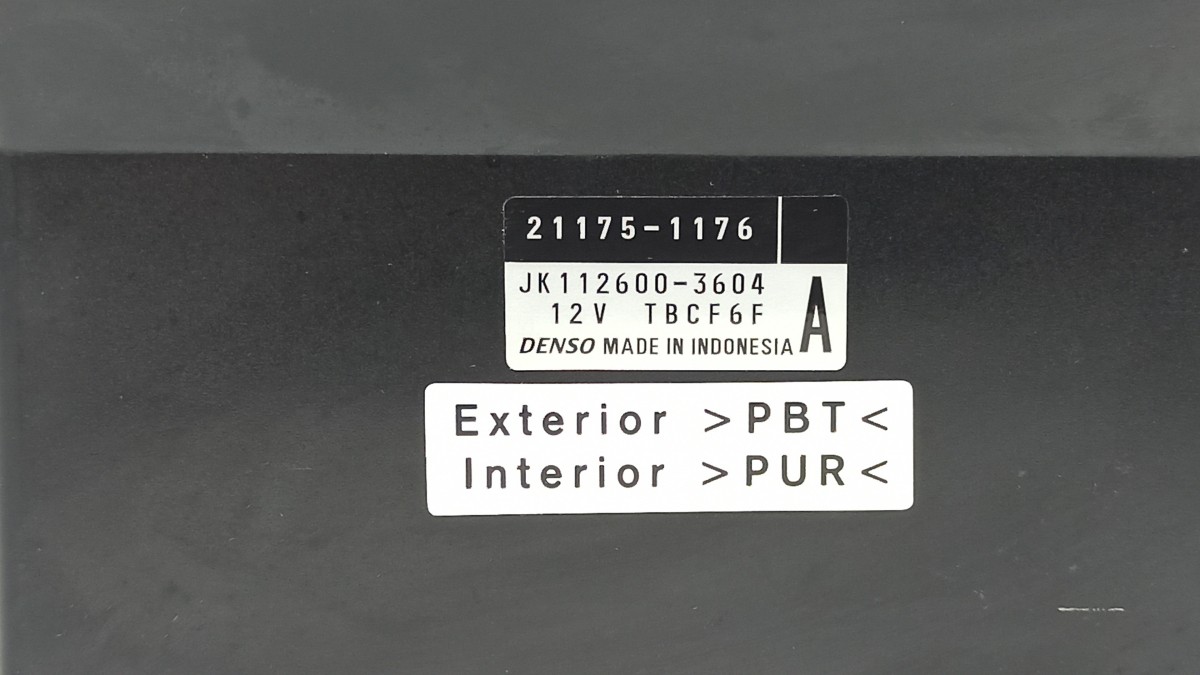 21175-1176
JK112600-3604
12V TBCF6F
A
DENSO MADE IN INDONESIA
Exterior >PBT<
Interior >PUR<